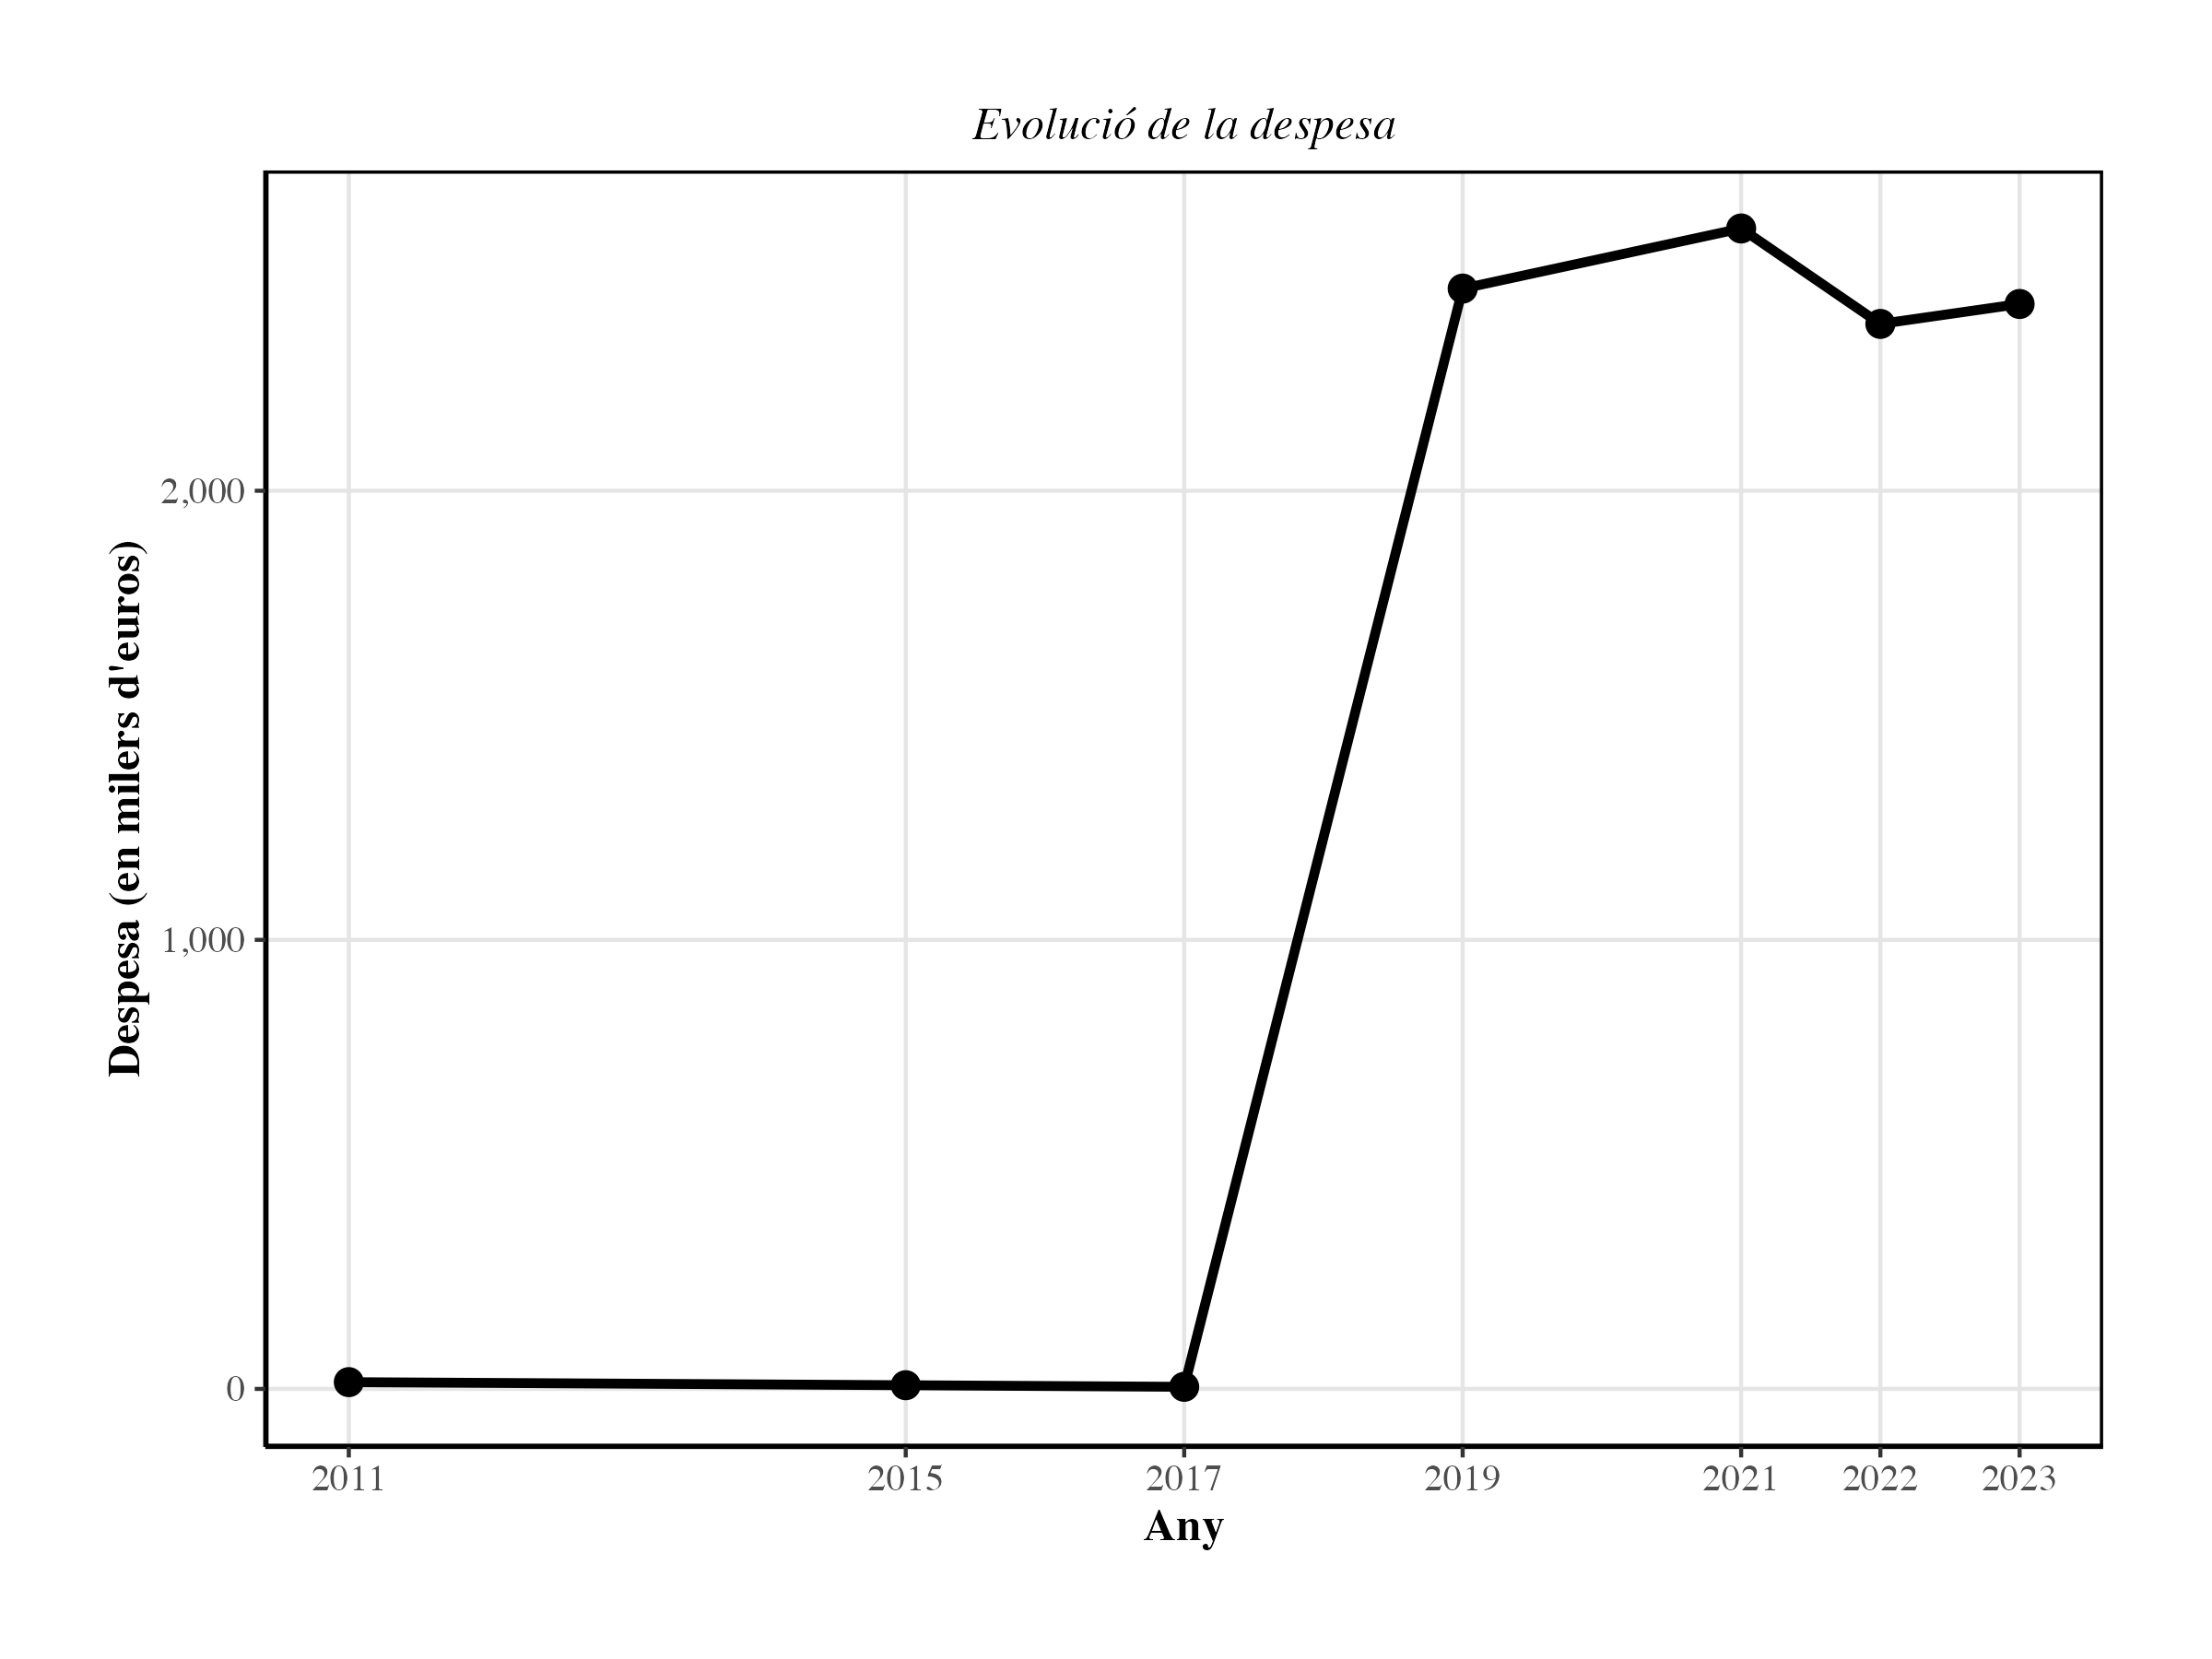 Evolució de la despesa
Despesa (en milers d'euros)
2,000
1,000
0
2011 2015 2017 2019 2021 2022 2023
Any